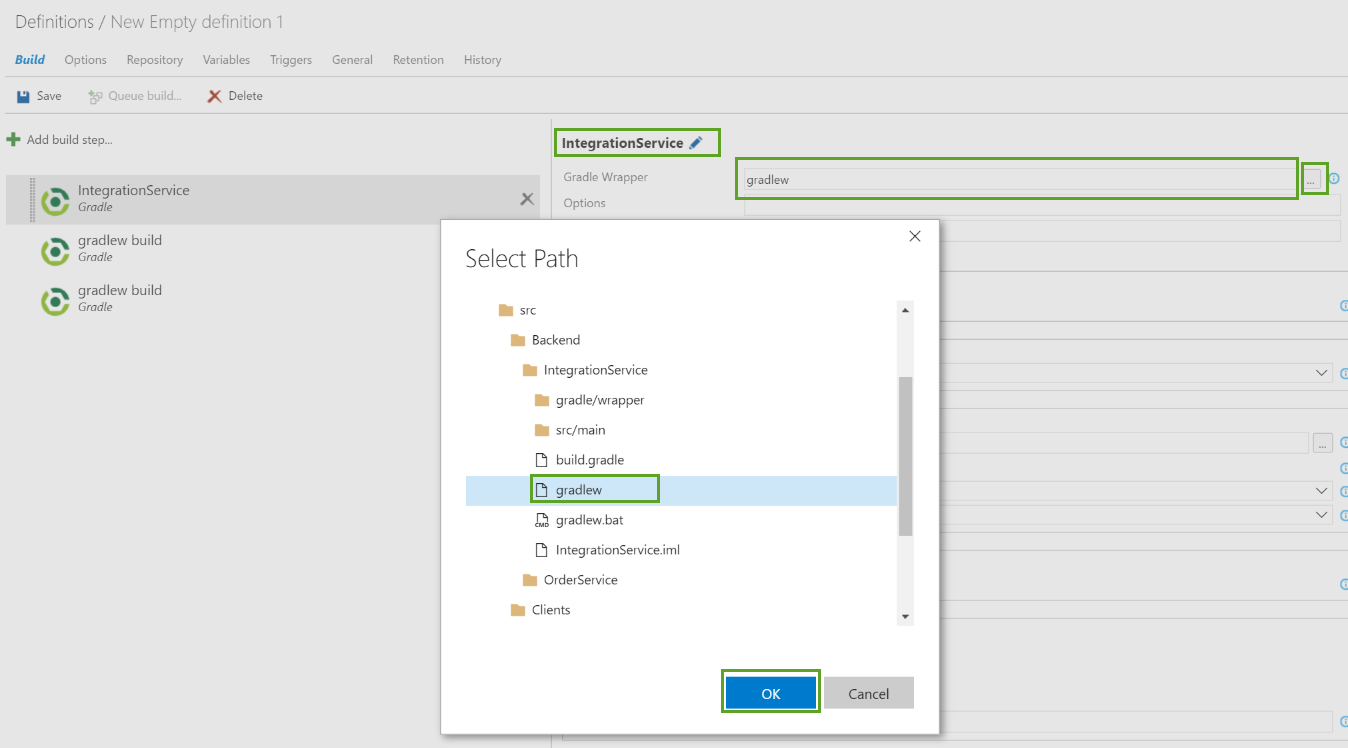 Definitions / New Empty definition 1
Build Options Repository Variables Triggers General Retention History
Save Queue build... Delete
Add build step...
IntegrationService
Gradle
gradlew build
Gradle
gradlew build
Gradle
IntegrationService
Gradle Wrapper gradlew ...
Options
Select Path
src
Backend
IntegrationService
gradle/wrapper
src/main
build.gradle
gradlew
CMD gradlew.bat
IntegrationService.iml
OrderService
Clients
...
OK Cancel